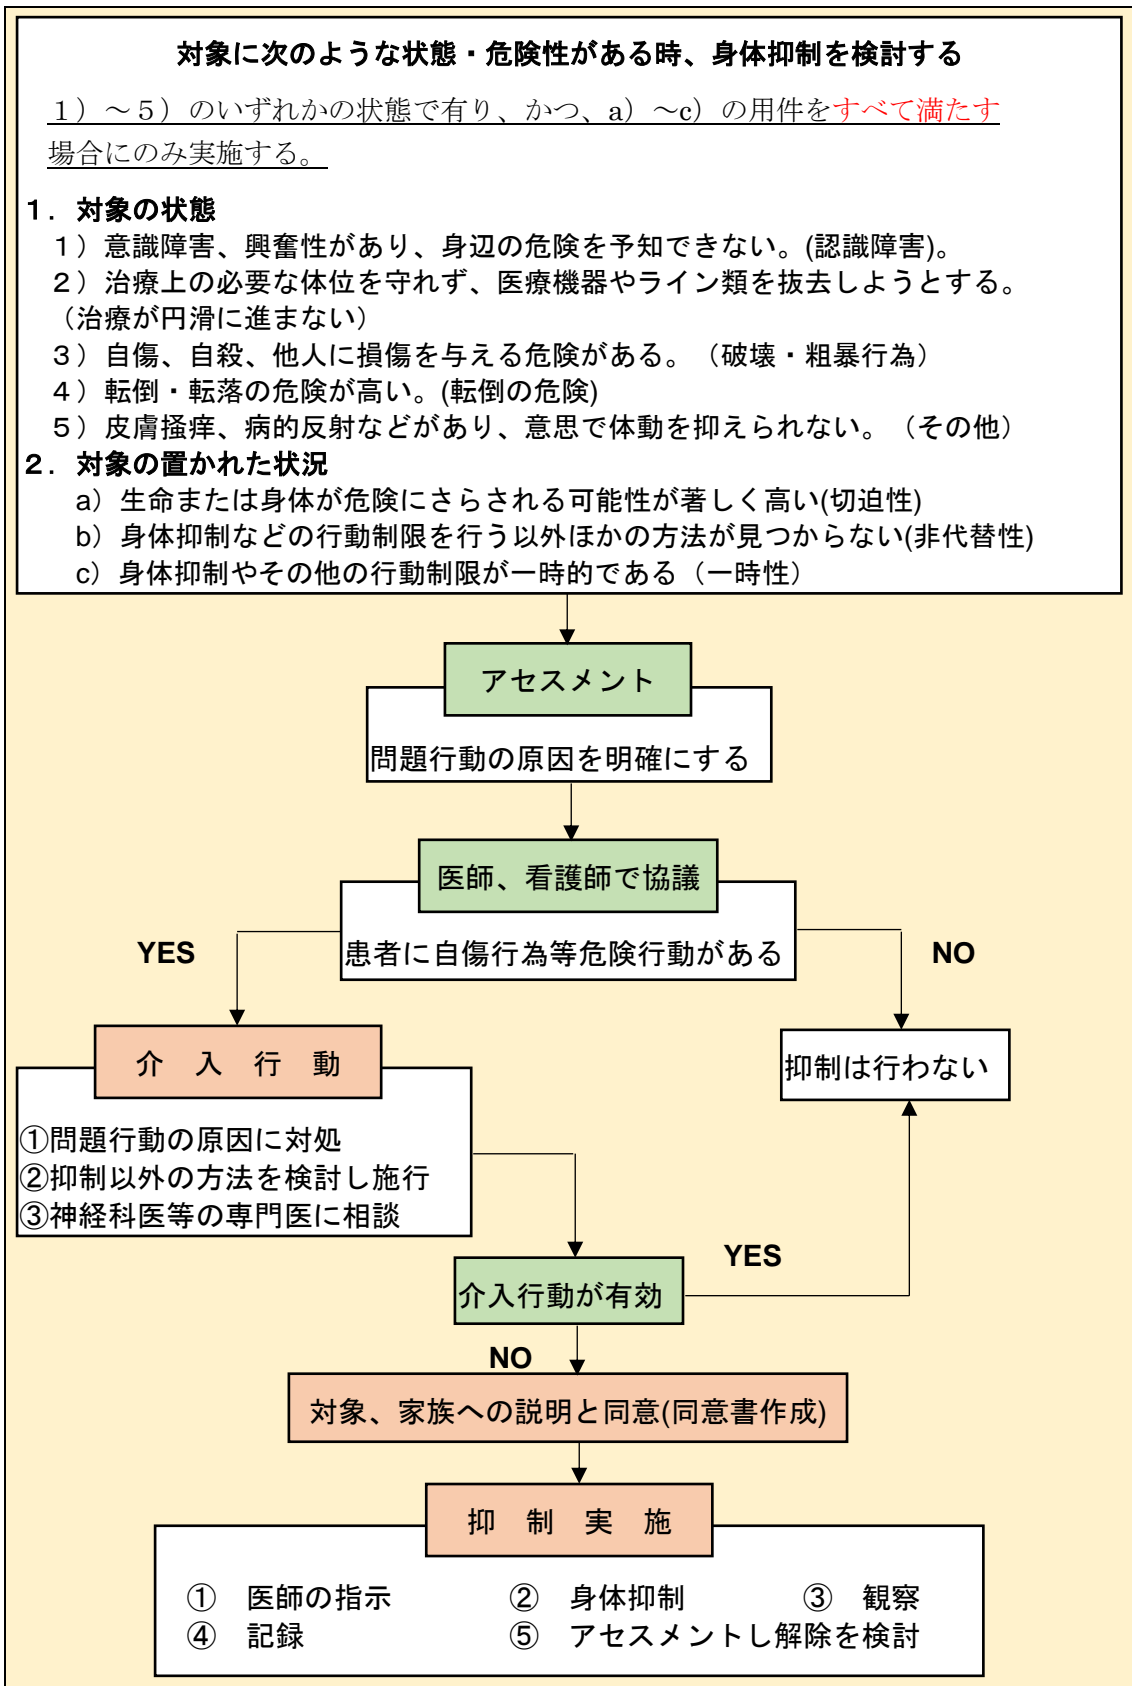 対象に次のような状態・危険性がある時、身体抑制を検討する
１）～５）のいずれかの状態で有り、かつ、a）～c）の用件をすべて満たす
場合にのみ実施する。
１．対象の状態
１）意識障害、興奮性があり、身辺の危険を予知できない。(認識障害)。
２）治療上の必要な体位を守れず、医療機器やライン類を抜去しようとする。
（治療が円滑に進まない）
３）自傷、自殺、他人に損傷を与える危険がある。（破壊・粗暴行為）
４）転倒・転落の危険が高い。(転倒の危険)
５）皮膚掻痒、病的反射などがあり、意思で体動を抑えられない。（その他）
２．対象の置かれた状況
a）生命または身体が危険にさらされる可能性が著しく高い(切迫性)
b）身体抑制などの行動制限を行う以外ほかの方法が見つからない(非代替性)
c）身体抑制やその他の行動制限が一時的である（一時性）
アセスメント
問題行動の原因を明確にする
医師、看護師で協議
患者に自傷行為等危険行動がある
YES
NO
介　入　行　動
抑制は行わない
①問題行動の原因に対処
②抑制以外の方法を検討し施行
③神経科医等の専門医に相談
YES
介入行動が有効
NO
対象、家族への説明と同意(同意書作成)
抑　制　実　施
①　医師の指示　②　身体抑制　③　観察
④　記録　⑤　アセスメントし解除を検討